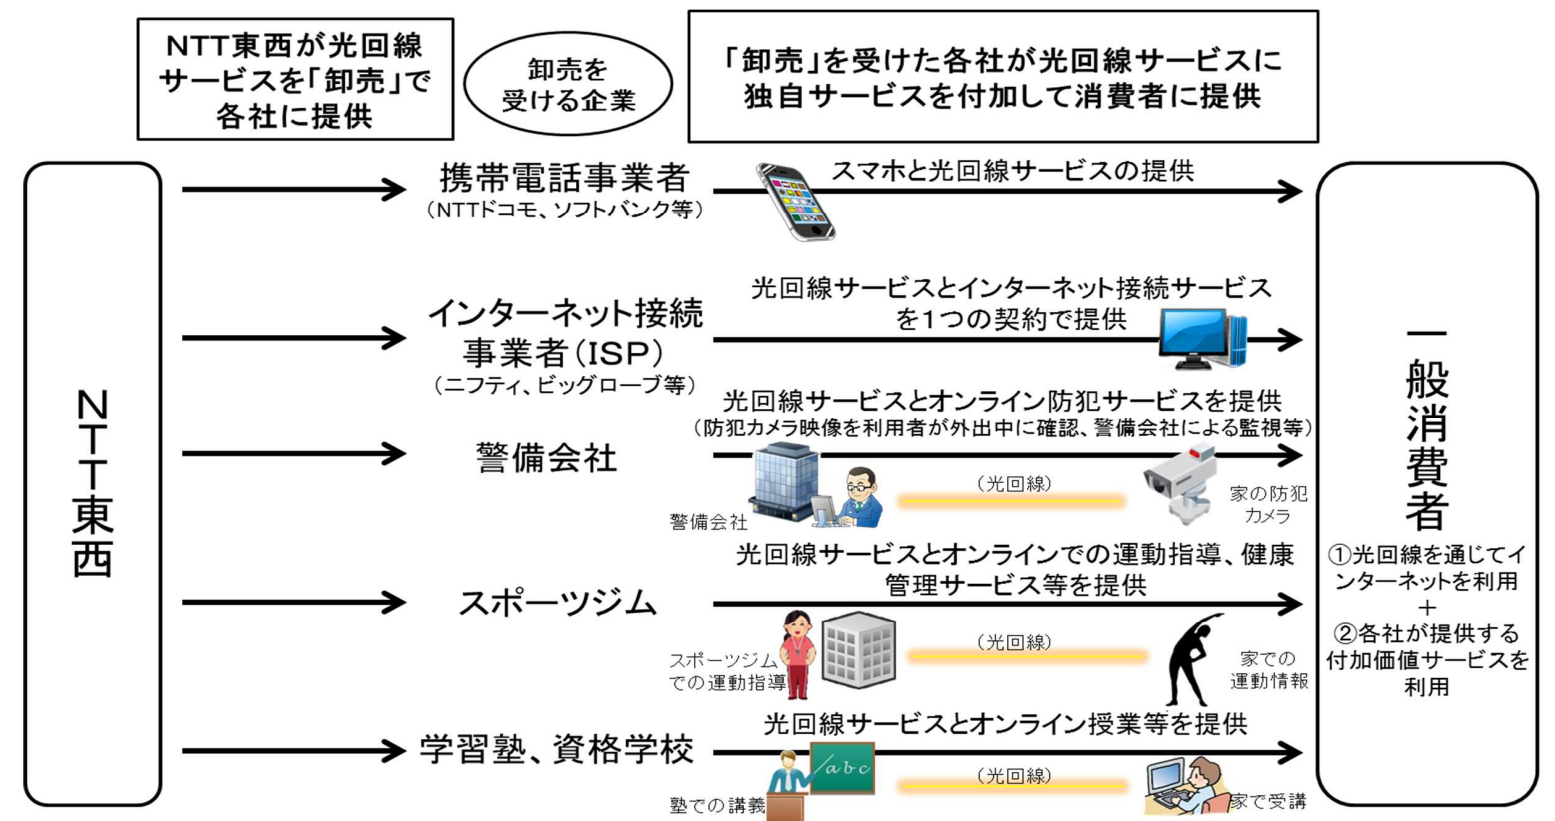 NTT東西が光回線
サービスを「卸売」で
各社に提供
卸売を
受ける企業
「卸売」を受けた各社が光回線サービスに
独自サービスを付加して消費者に提供
NTT東西
携帯電話事業者
(NTTドコモ、ソフトバンク等)
スマホと光回線サービスの提供
インターネット接続
事業者(ISP)
(ニフティ、ビッグローブ等)
光回線サービスとインターネット接続サービス
を1つの契約で提供
警備会社
光回線サービスとオンライン防犯サービスを提供
(防犯カメラ映像を利用者が外出中に確認、警備会社による監視等)
警備会社
(光回線)
家の防犯
カメラ
スポーツジム
光回線サービスとオンラインでの運動指導、健康
管理サービス等を提供
スポーツジム
での運動指導
(光回線)
家での
運動情報
学習塾、資格学校
光回線サービスとオンライン授業等を提供
abc
塾での講義
(光回線)
家で受講
一般消費者
①光回線を通じてイ
ンターネットを利用
+
②各社が提供する
付加価値サービスを
利用